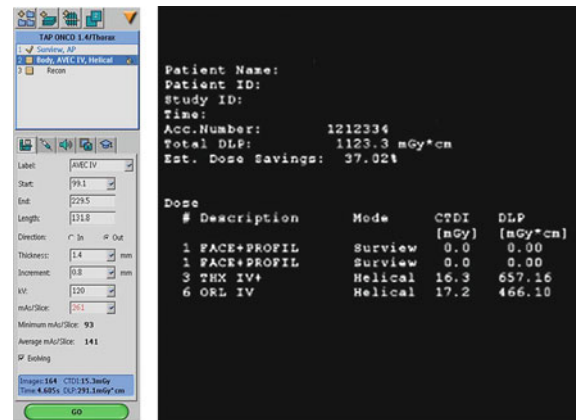 TAP ONCO 1.4/Thorax
1 Surview, AP
2 Body, AVEC IV, Helical
3 Recon
Label: AVEC IV
Start: 99.1
End: 229.5
Length: 131.8
Direction: In Out
Thickness: 1.4 mm
Increment: 0.8 mm
kV: 120
mAs/Slice: 261
Minimum mAs/Slice: 93
Average mAs/Slice: 141
Evolving
Images: 164 CTDI:15.3mGy
Time:4.605s DLP:291.1mGy*cm
GO
Patient Name:
Patient ID:
Study ID:
Time:
Acc.Number: 1212334
Total DLP: 1123.3 mGy*cm
Est. Dose Savings: 37.02%
Dose
# Description Mode CTDI DLP
[mGy] [mGy*cm]
1 FACE+PROFIL Surview 0.0 0.00
1 FACE+PROFIL Surview 0.0 0.00
3 THX IV+ Helical 16.3 657.16
6 ORL IV Helical 17.2 466.10